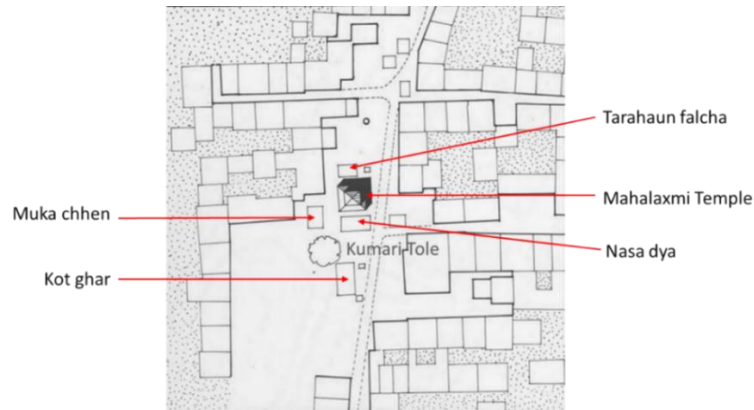 Tarahaun falcha
Mahalaxmi Temple
Muka chhen
Nasa dya
Kumari Tole
Kot ghar